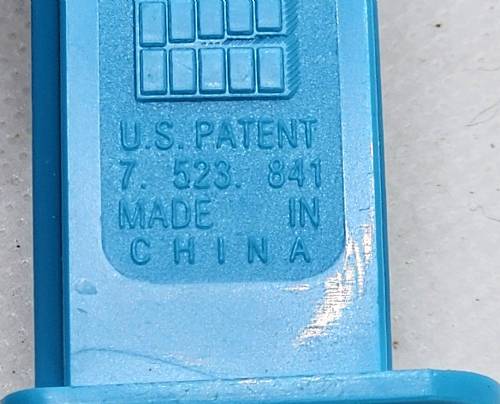 U.S. PATENT
7. 523. 841
MADE IN
CHINA